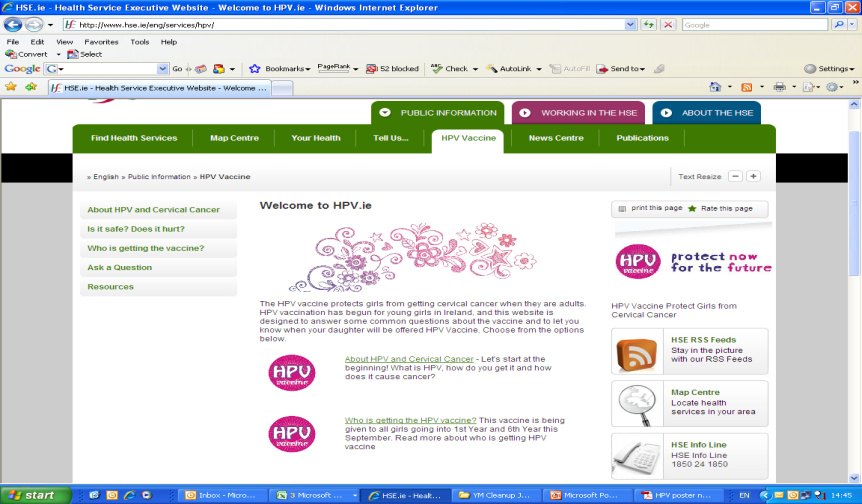 HSE.ie - Health Service Executive Website - Welcome to HPV.ie - Windows Internet Explorer
http://www.hse.ie/eng/services/hpv/
Google
File Edit View Favorites Tools Help
Convert Select
Google G Go Bookmarks PageRank 52 blocked Check AutoLink AutoFill Send to Settings
HSE.ie - Health Service Executive Website - Welcome ...
PUBLIC INFORMATION WORKING IN THE HSE ABOUT THE HSE
Find Health Services Map Centre Your Health Tell Us... HPV Vaccine News Centre Publications
» English » Public Information » HPV Vaccine Text Resize
About HPV and Cervical Cancer
Is it safe? Does it hurt?
Who is getting the vaccine?
Ask a Question
Resources
Welcome to HPV.ie
The HPV vaccine protects girls from getting cervical cancer when they are adults.
HPV vaccination has begun for young girls in Ireland, and this website is
designed to answer some common questions about the vaccine and to let you
know when your daughter will be offered HPV Vaccine. Choose from the options
below.
HPV
vaccine
About HPV and Cervical Cancer - Let's start at the
beginning! What is HPV, how do you get it and how
does it cause cancer?
HPV
vaccine
Who is getting the HPV vaccine? This vaccine is being
given to all girls going into 1st Year and 6th Year this
September. Read more about who is getting HPV
vaccine
print this page Rate this page
HPV
vaccine
protect now
for the future
HPV Vaccine Protect Girls from
Cervical Cancer
HSE RSS Feeds
Stay in the picture
with our RSS Feeds
Map Centre
Locate health
services in your area
HSE Info Line
HSE Info Line
1850 24 1850
start Inbox - Micro... 3 Microsoft ... HSE.ie - Healt... YM Cleanup J... Microsoft Po... HPV poster n... EN 14:45